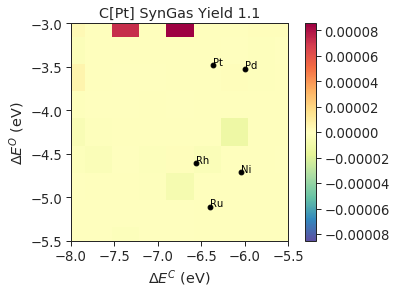 C[Pt] SynGas Yield 1.1
−3.0
−3.5
−4.0
−4.5
−5.0
−5.5
ΔE^O (eV)
Pt
Pd
Rh
Ni
Ru
−8.0 −7.5 −7.0 −6.5 −6.0 −5.5
ΔE^C (eV)
0.00008
0.00006
0.00004
0.00002
0.00000
−0.00002
−0.00004
−0.00006
−0.00008